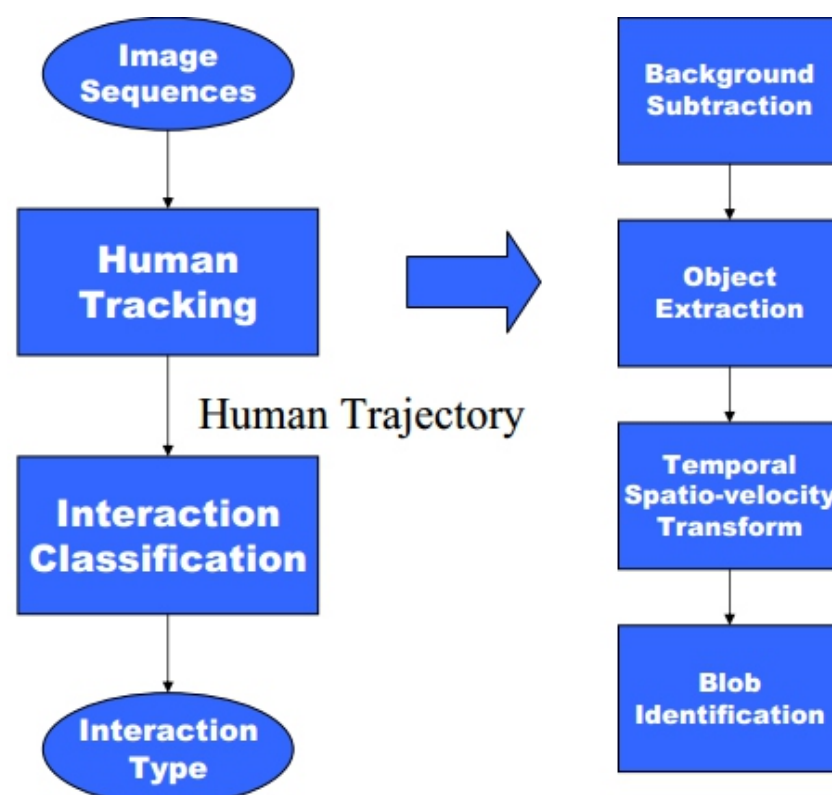 Image
Sequences
Human
Tracking
Human Trajectory
Interaction
Classification
Interaction
Type
Background
Subtraction
Object
Extraction
Temporal
Spatio-velocity
Transform
Blob
Identification